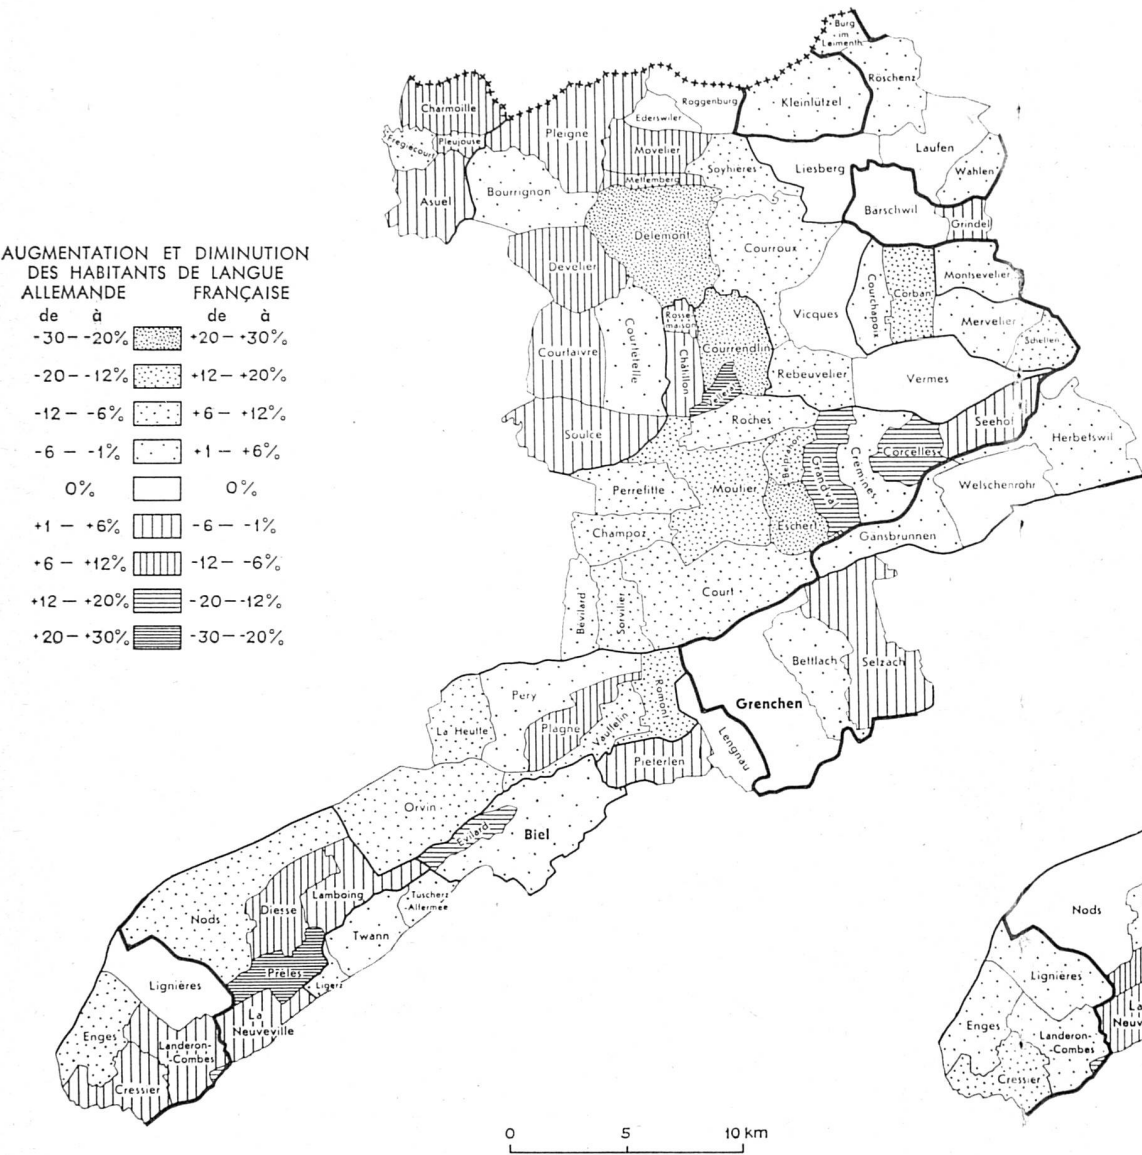 AUGMENTATION ET DIMINUTION
DES HABITANTS DE LANGUE
ALLEMANDE FRANÇAISE
de à de à
-30 — -20% +20 — +30%
-20 — -12% +12 — +20%
-12 — -6% +6 — +12%
-6 — -1% +1 — +6%
0% 0%
+1 — +6% -6 — -1%
+6 — +12% -12 — -6%
+12 — +20% -20 — -12%
+20 — +30% -30 — -20%
Burg
im
Leimenth.
Röschenz
Kleinlützel
Roggenburg
Charmoille
Ederswiler
Pleigne
Fregiécourt
Pleujouse
Movelier
Laufen
Soyhières
Liesberg
Wahlen
Mettemberg
Bourrignon
Asuel
Barschwil
Grindel
Delémont
Courroux
Develier
Montsevelier
Courchapoix
Corban
Rosse-
maison
Vicques
Mervelier
Schelten
Courtételle
Courfaivre
Châtillon
Courrendlin
Rebeuvelier
Vermes
Roches
Seehof
Soulce
Herbetswil
Corcelles
Crémines
Grandval
Perrefitte
Moutier
Welschenrohr
Eschert
Champoz
Gänsbrunnen
Court
Bévilard
Sorvilier
Bettlach
Selzach
Péry
Romont
Grenchen
La Heutte
Plagne
Vauffelin
Lengnau
Pieterlen
Orvin
Evilard
Biel
Lamboing
Tüscherz
-Alfermée
Diesse
Nods
Twann
Prêles
Ligerz
Lignières
La
Neuveville
Enges
Landeron-
-Combes
Cressier
Nods
Lignières
La
Enges
Landeron-
-Combes
Cressier
0 5 10 km